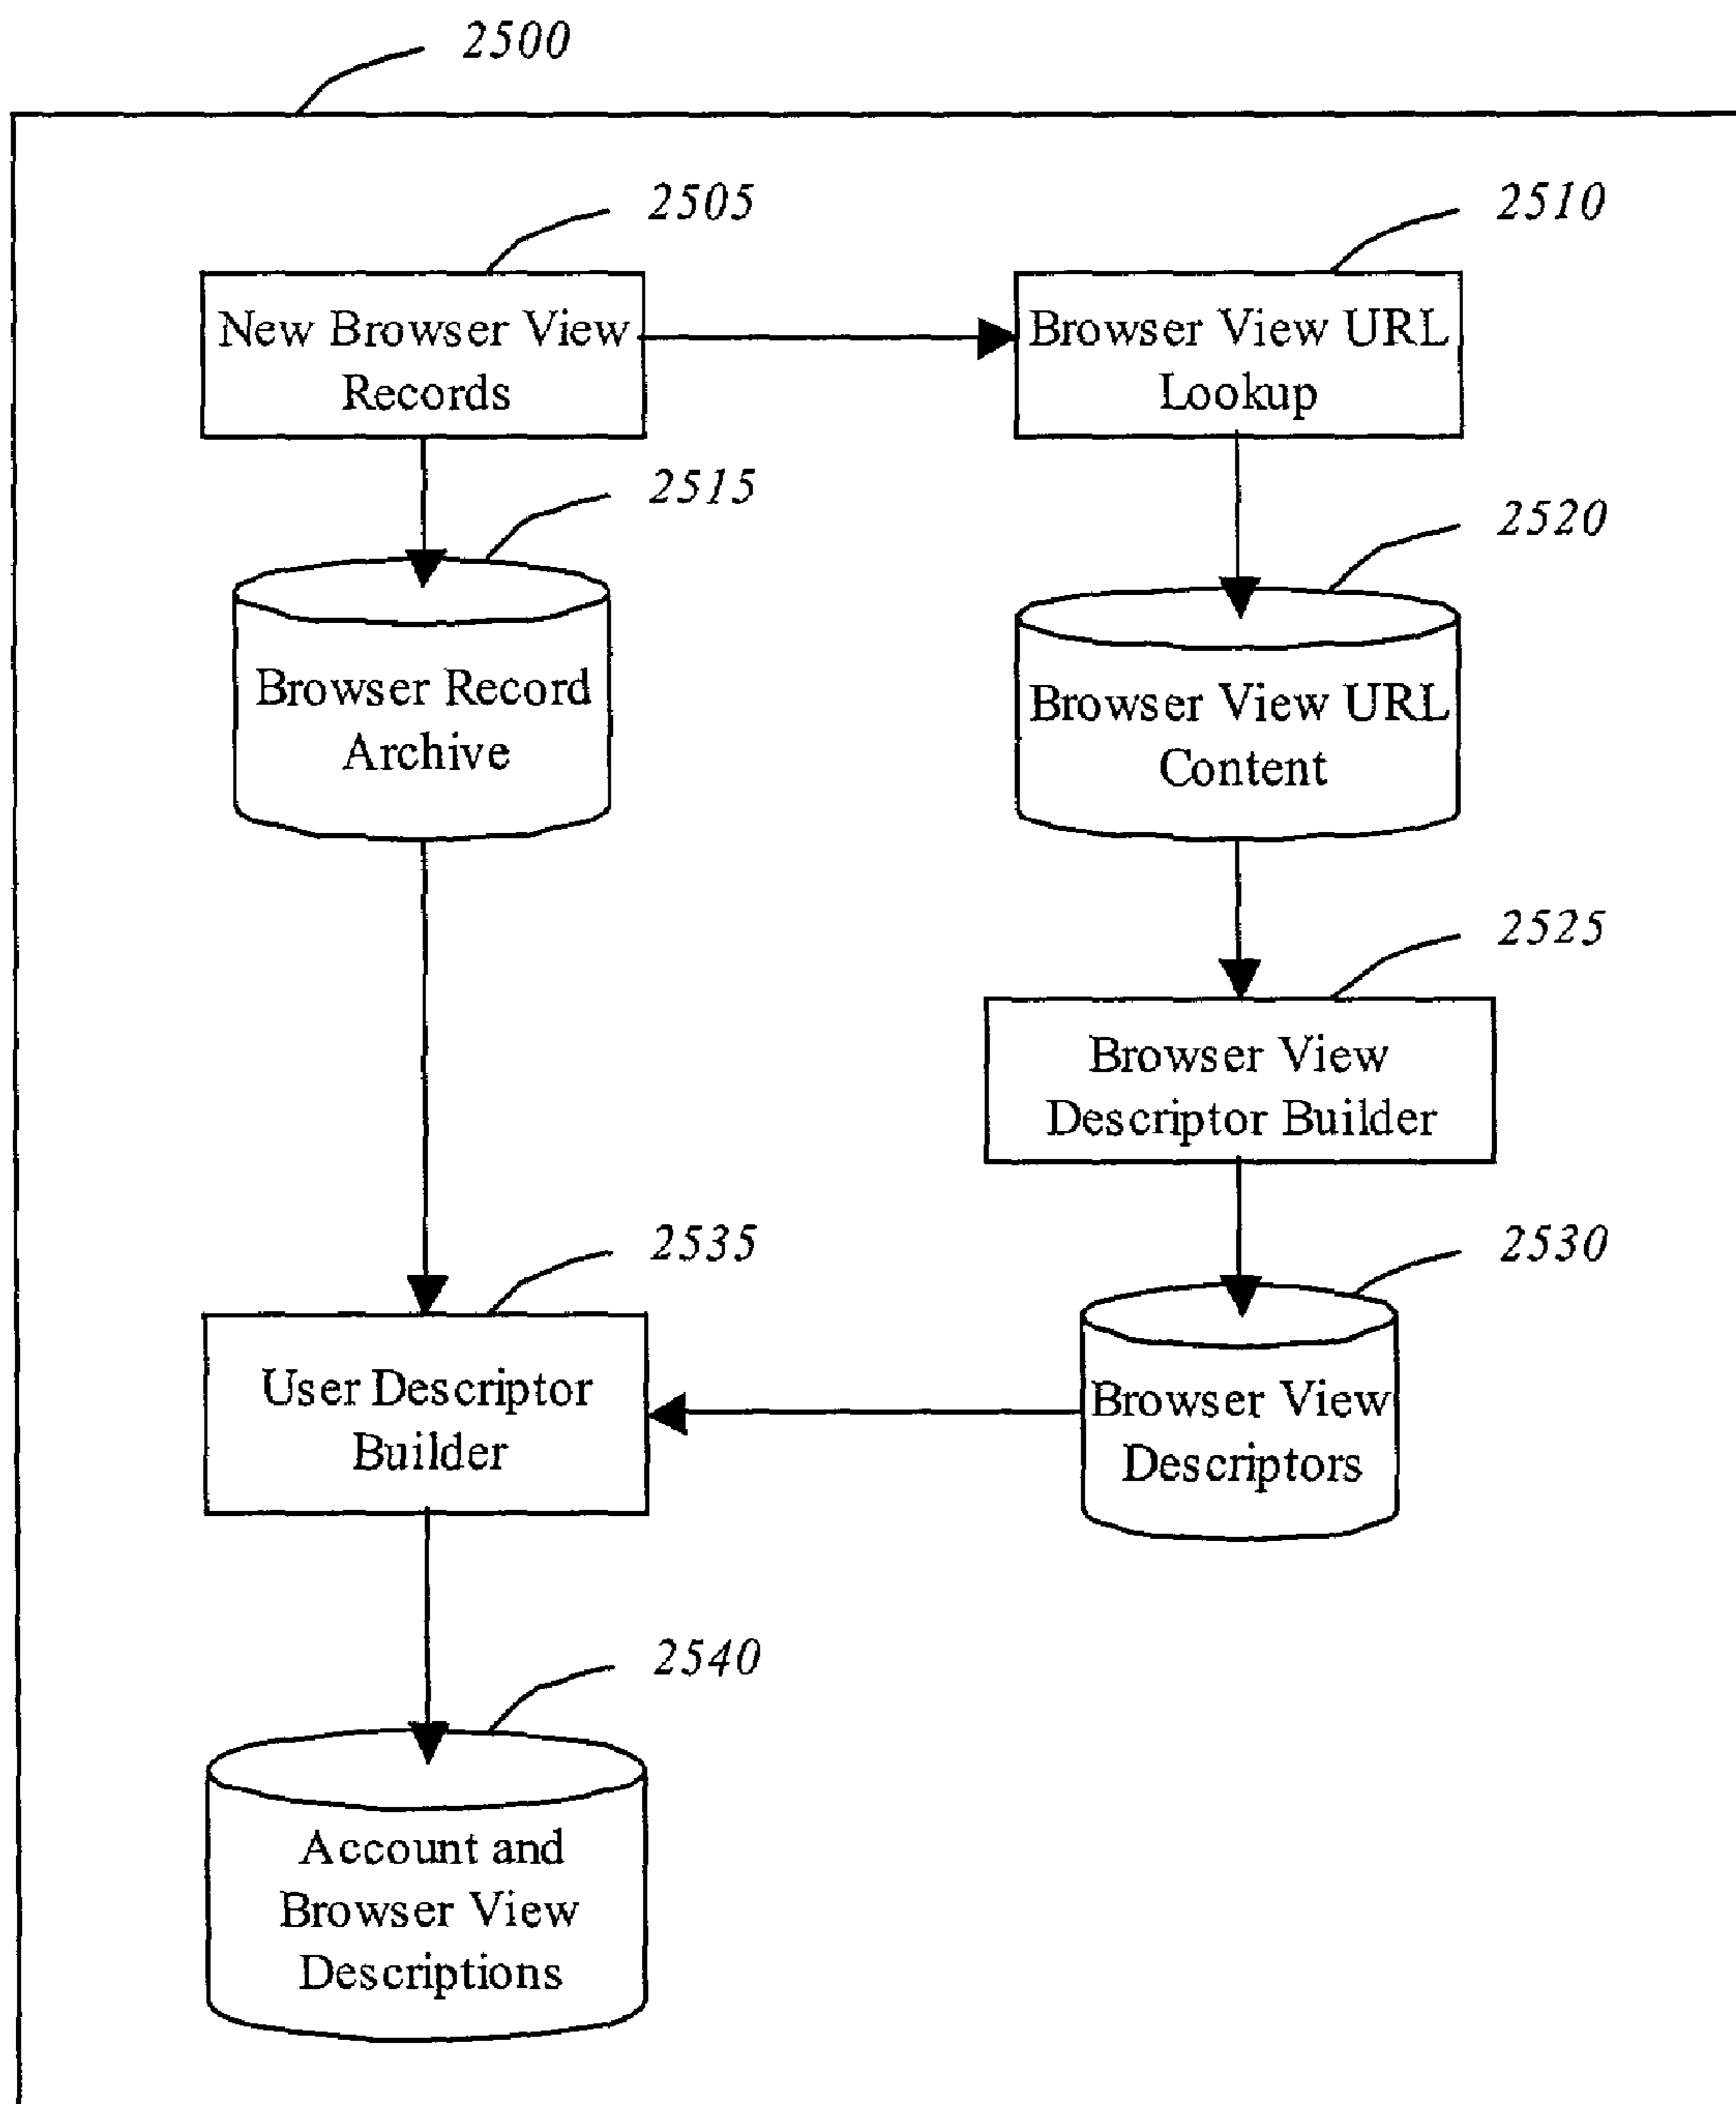 2500
2505
2510
New Browser View
Records
Browser View URL
Lookup
2515
2520
Browser Record
Archive
Browser View URL
Content
2525
Browser View
Descriptor Builder
2535
2530
User Descriptor
Builder
Browser View
Descriptors
2540
Account and
Browser View
Descriptions